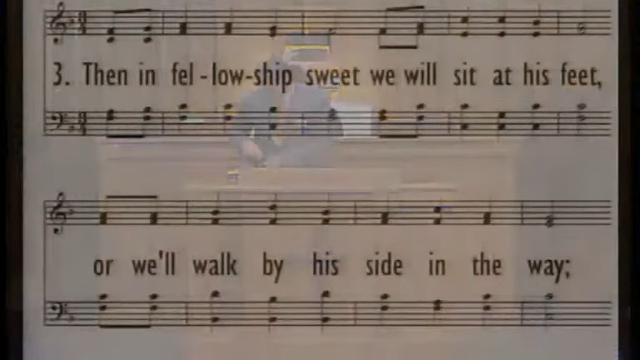 3. Then in fel-low-ship sweet we will sit at his feet,
or we'll walk by his side in the way;